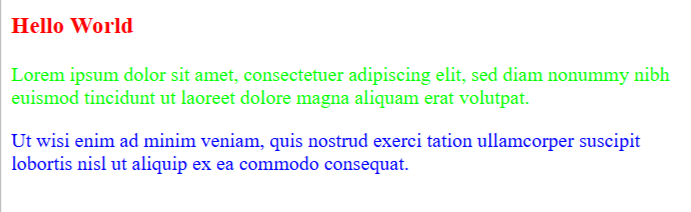 Hello World
Lorem ipsum dolor sit amet, consectetuer adipiscing elit, sed diam nonummy nibh
euismod tincidunt ut laoreet dolore magna aliquam erat volutpat.
Ut wisi enim ad minim veniam, quis nostrud exerci tation ullamcorper suscipit
lobortis nisl ut aliquip ex ea commodo consequat.